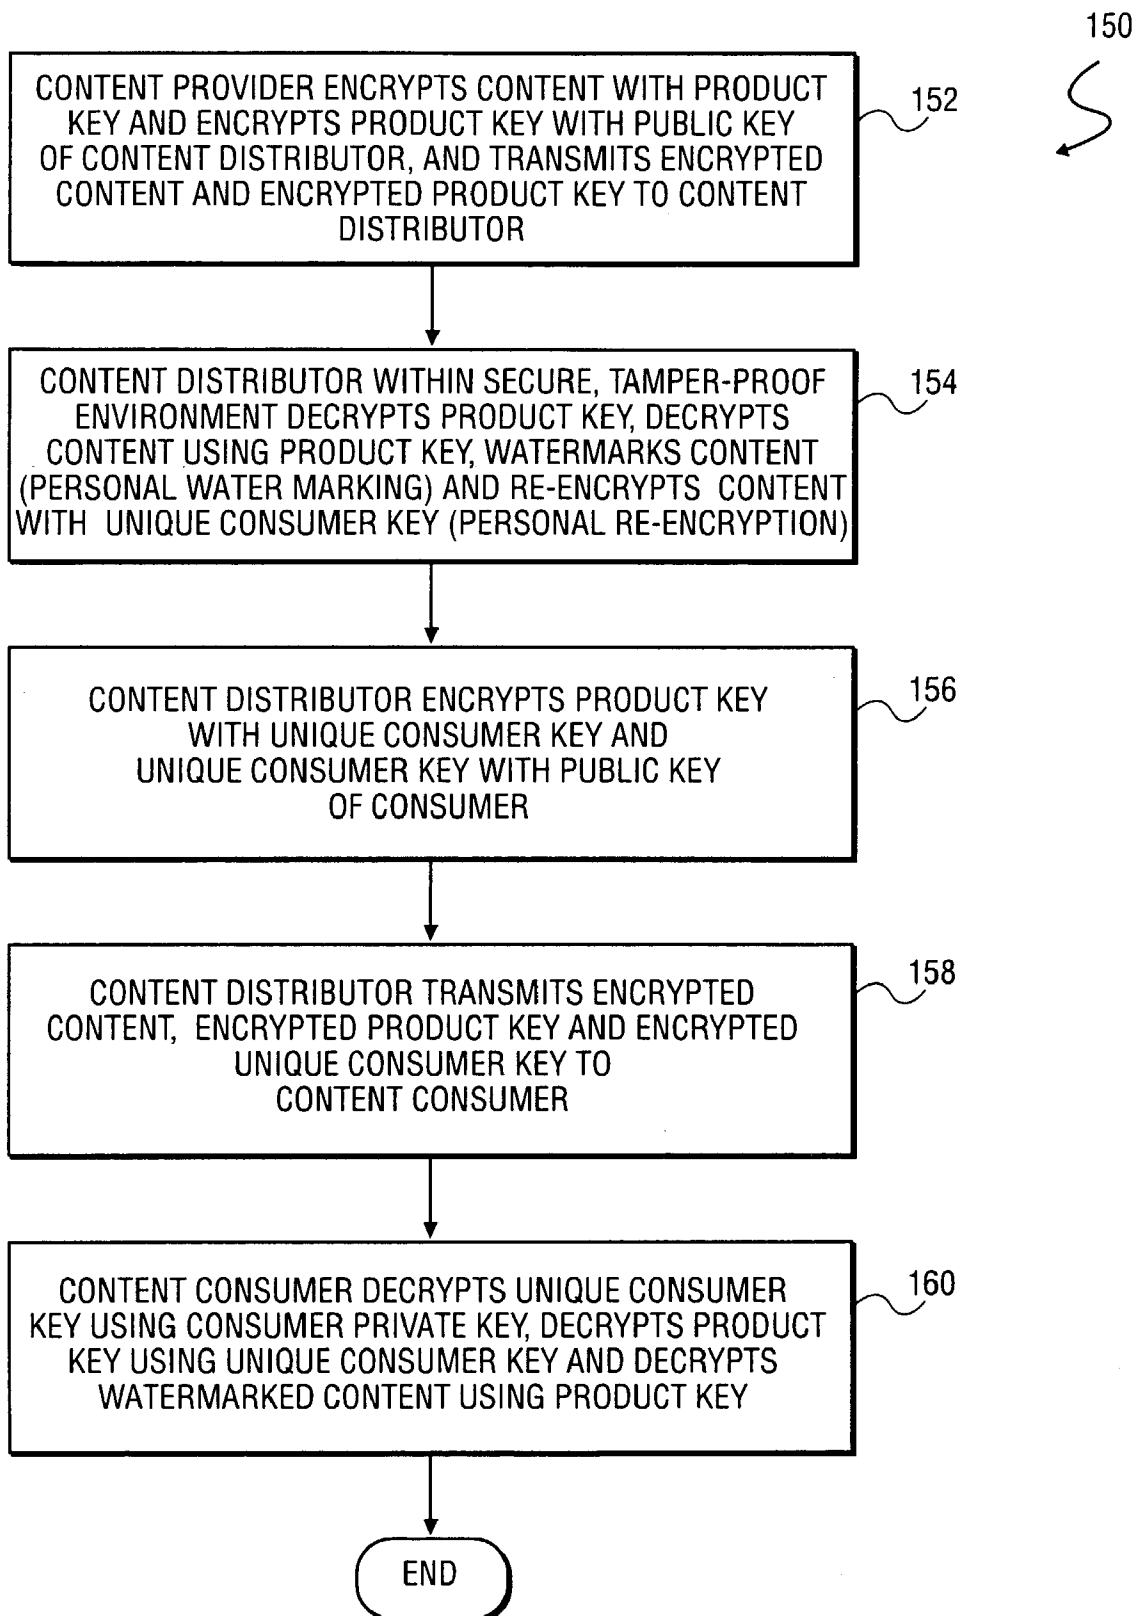 150
CONTENT PROVIDER ENCRYPTS CONTENT WITH PRODUCT
KEY AND ENCRYPTS PRODUCT KEY WITH PUBLIC KEY
OF CONTENT DISTRIBUTOR, AND TRANSMITS ENCRYPTED
CONTENT AND ENCRYPTED PRODUCT KEY TO CONTENT
DISTRIBUTOR
152
CONTENT DISTRIBUTOR WITHIN SECURE, TAMPER-PROOF
ENVIRONMENT DECRYPTS PRODUCT KEY, DECRYPTS
CONTENT USING PRODUCT KEY, WATERMARKS CONTENT
(PERSONAL WATER MARKING) AND RE-ENCRYPTS CONTENT
WITH UNIQUE CONSUMER KEY (PERSONAL RE-ENCRYPTION)
154
CONTENT DISTRIBUTOR ENCRYPTS PRODUCT KEY
WITH UNIQUE CONSUMER KEY AND
UNIQUE CONSUMER KEY WITH PUBLIC KEY
OF CONSUMER
156
CONTENT DISTRIBUTOR TRANSMITS ENCRYPTED
CONTENT, ENCRYPTED PRODUCT KEY AND ENCRYPTED
UNIQUE CONSUMER KEY TO
CONTENT CONSUMER
158
CONTENT CONSUMER DECRYPTS UNIQUE CONSUMER
KEY USING CONSUMER PRIVATE KEY, DECRYPTS PRODUCT
KEY USING UNIQUE CONSUMER KEY AND DECRYPTS
WATERMARKED CONTENT USING PRODUCT KEY
160
END